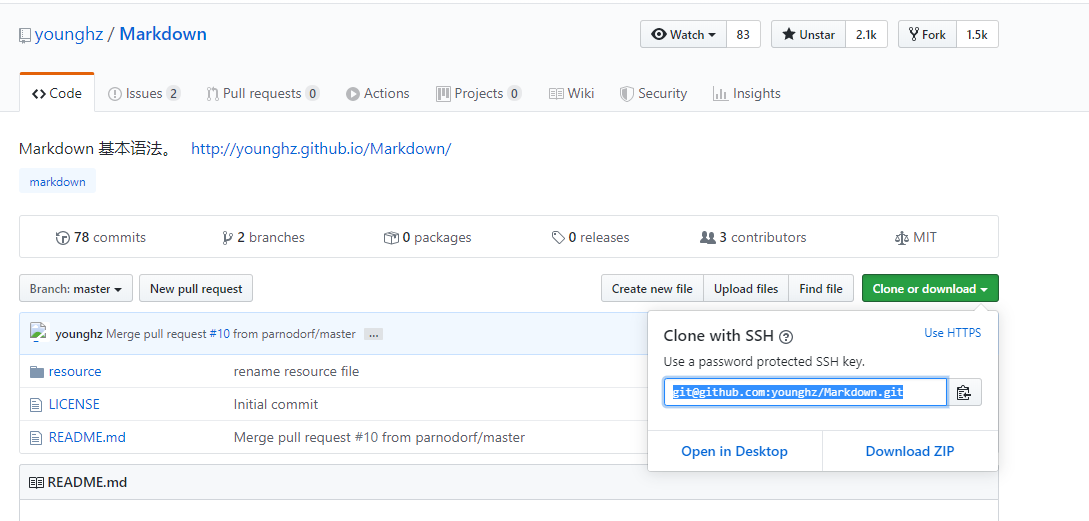 younghz / Markdown
Watch 83 Unstar 2.1k Fork 1.5k
Code Issues 2 Pull requests 0 Actions Projects 0 Wiki Security Insights
Markdown 基本语法。 http://younghz.github.io/Markdown/
markdown
78 commits 2 branches 0 packages 0 releases 3 contributors MIT
Branch: master New pull request Create new file Upload files Find file Clone or download
younghz Merge pull request #10 from parnodorf/master ...
Clone with SSH ? Use HTTPS
Use a password protected SSH key.
git@github.com:younghz/Markdown.git
Open in Desktop Download ZIP
resource rename resource file
LICENSE Initial commit
README.md Merge pull request #10 from parnodorf/master
README.md